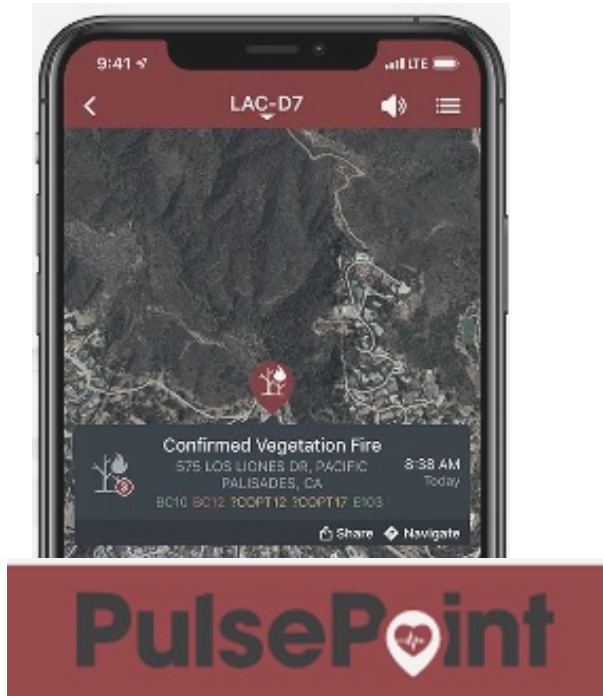 9:41 LTE
LAC-D7
Confirmed Vegetation Fire
575 LOS LIONES DR, PACIFIC 8:38 AM
PALISADES, CA Today
BC10 BC12 ?COPT12 ?COPT17 E103
Share Navigate
PulsePoint